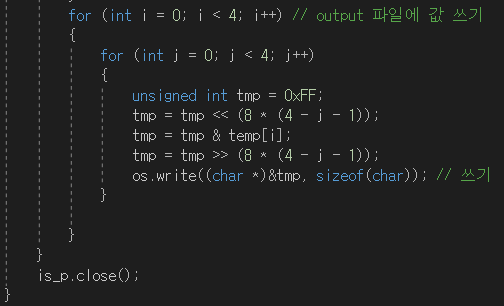 for (int i = 0; i < 4; i++) // output 파일에 값 쓰기
{
for (int j = 0; j < 4; j++)
{
unsigned int tmp = 0xFF;
tmp = tmp << (8 * (4 - j - 1));
tmp = tmp & temp[i];
tmp = tmp >> (8 * (4 - j - 1));
os.write((char *)&tmp, sizeof(char)); // 쓰기
}
}
}
is_p.close();
}